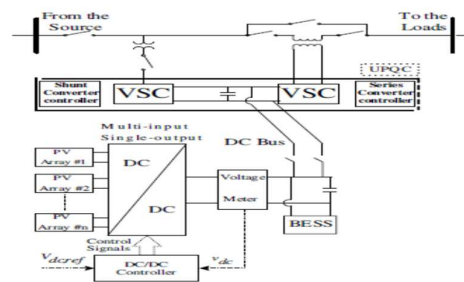 From the
Source
To the
Loads
UPQC
Shunt
Converter
controller
VSC
VSC
Series
Converter
controller
Multi-input
Single-output
DC Bus
PV
Array #1
PV
Array #2
PV
Array #n
DC
DC
Voltage
Meter
BESS
Control
Signals
Vdcref
DC/DC
Controller
vdc